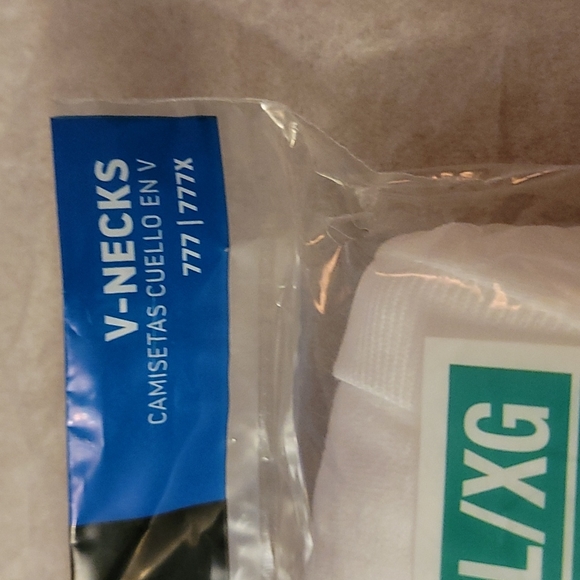 V-NECKS
CAMISETAS CUELLO EN V
777 | 777X
L/XG